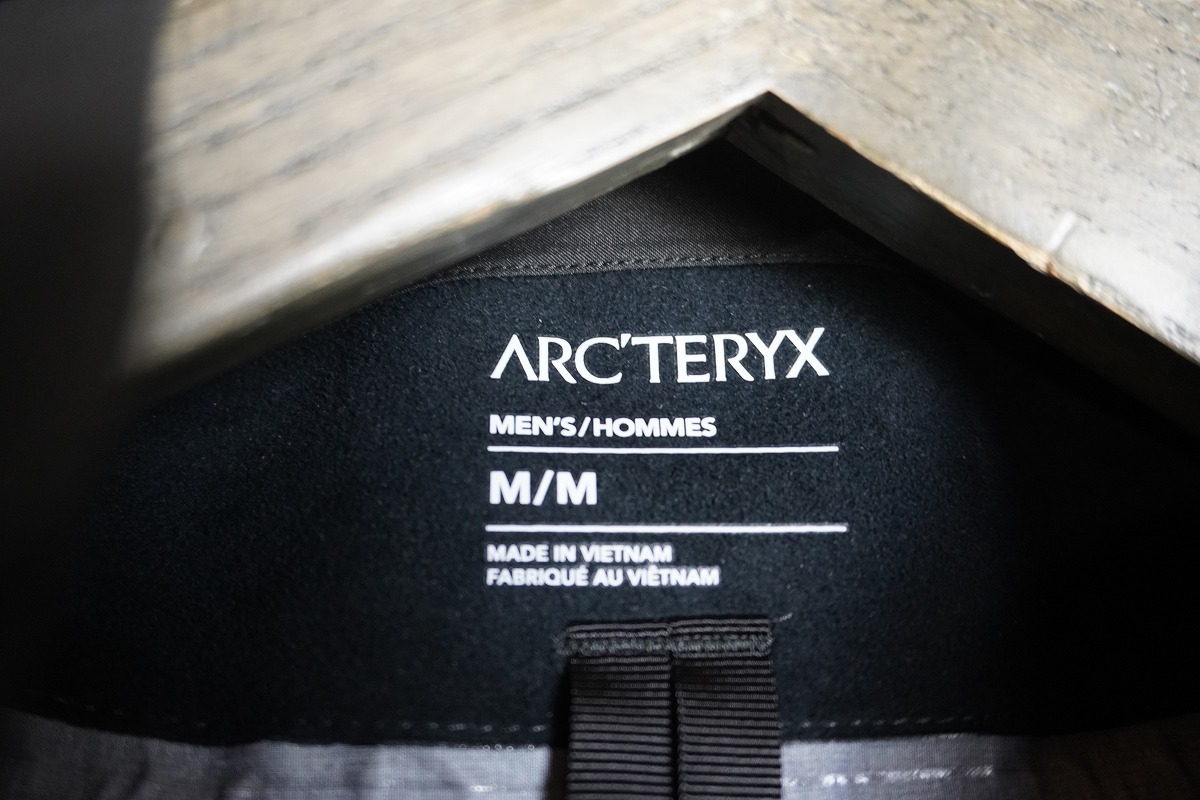 ARC'TERYX
MEN'S/HOMMES
M/M
MADE IN VIETNAM
FABRIQUÉ AU VIÊTNAM